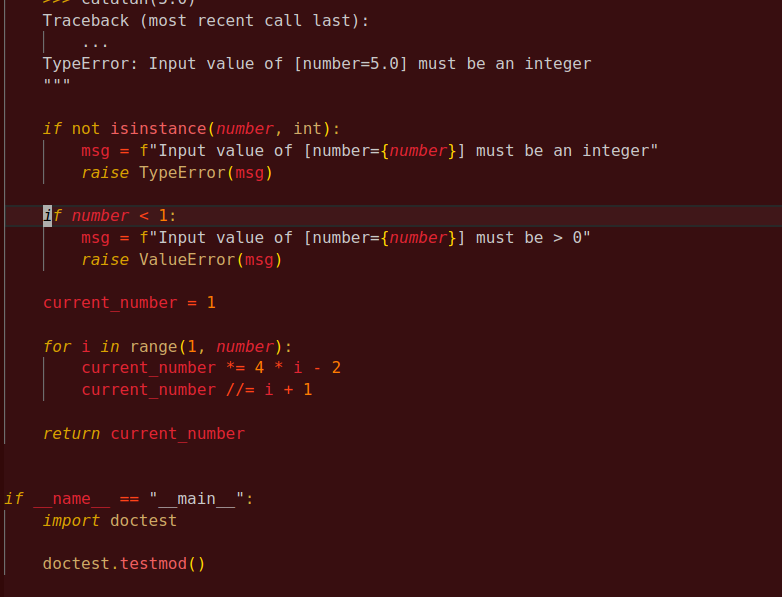 >>> catalan(5.0)
Traceback (most recent call last):
...
TypeError: Input value of [number=5.0] must be an integer
"""
if not isinstance(number, int):
msg = f"Input value of [number={number}] must be an integer"
raise TypeError(msg)
if number < 1:
msg = f"Input value of [number={number}] must be > 0"
raise ValueError(msg)
current_number = 1
for i in range(1, number):
current_number *= 4 * i - 2
current_number //= i + 1
return current_number
if __name__ == "__main__":
import doctest
doctest.testmod()